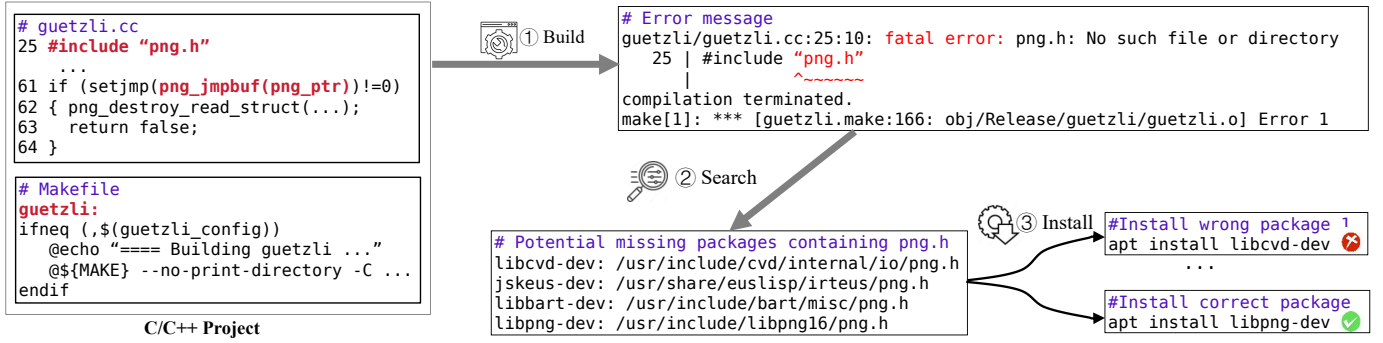 # guetzli.cc
25 #include “png.h”
...
61 if (setjmp(png_jmpbuf(png_ptr))!=0)
62 { png_destroy_read_struct(...);
63   return false;
64 }
# Makefile
guetzli:
ifneq (,$(guetzli_config))
@echo “==== Building guetzli ...”
@${MAKE} --no-print-directory -C ...
endif
C/C++ Project
① Build
# Error message
guetzli/guetzli.cc:25:10: fatal error: png.h: No such file or directory
25 | #include “png.h”
| ^~~~~~~
compilation terminated.
make[1]: *** [guetzli.make:166: obj/Release/guetzli/guetzli.o] Error 1
② Search
# Potential missing packages containing png.h
libcvd-dev: /usr/include/cvd/internal/io/png.h
jskeus-dev: /usr/share/euslisp/irteus/png.h
libbart-dev: /usr/include/bart/misc/png.h
libpng-dev: /usr/include/libpng16/png.h
③ Install
#Install wrong package 1
apt install libcvd-dev
...
#Install correct package
apt install libpng-dev